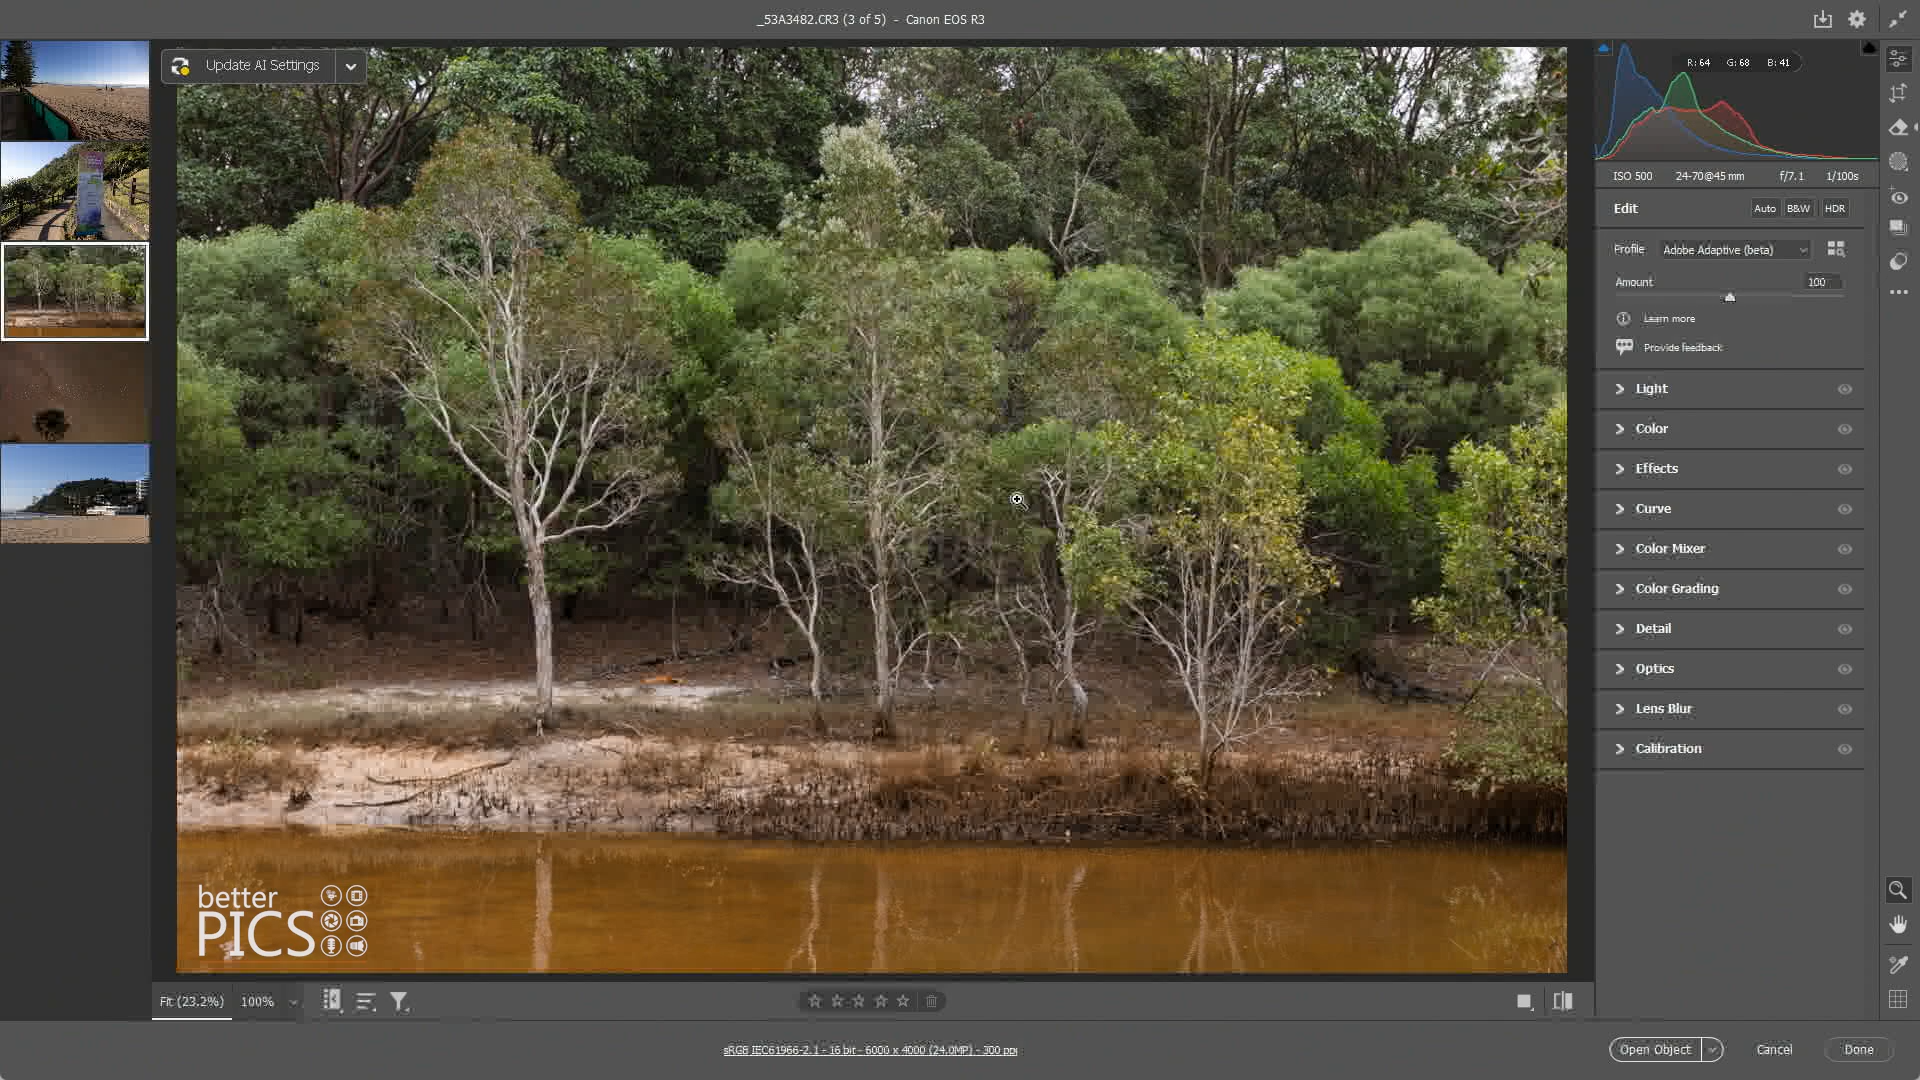 _53A3482.CR3 (3 of 5) - Canon EOS R3
Update AI Settings
R: 64 G: 68 B: 41
ISO 500 24-70@45 mm f/7.1 1/100s
Edit Auto B&W HDR
Profile Adobe Adaptive (beta)
Amount 100
Learn more
Provide feedback
Light
Color
Effects
Curve
Color Mixer
Color Grading
Detail
Optics
Lens Blur
Calibration
better
PICS
Fit (23.2%) 100%
sRGB IEC61966-2.1 - 16 bit - 6000 x 4000 (24.0MP) - 300 ppi
Open Object Cancel Done